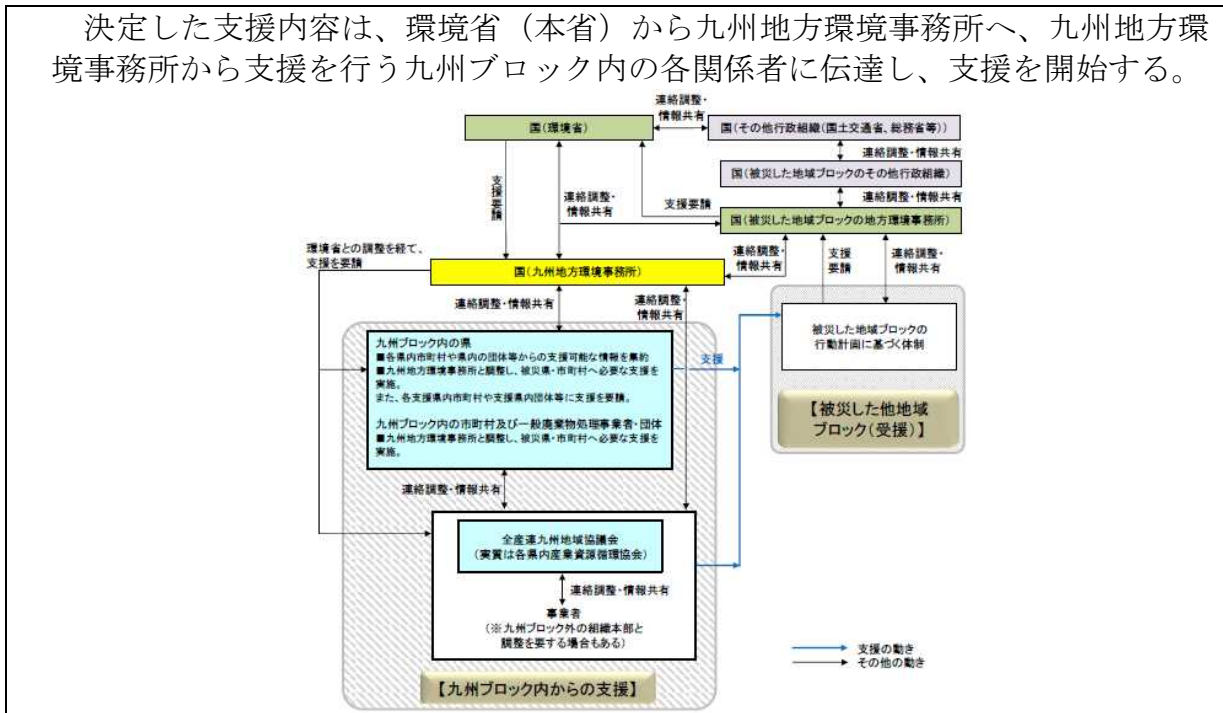 決定した支援内容は、環境省（本省）から九州地方環境事務所へ、九州地方環
境事務所から支援を行う九州ブロック内の各関係者に伝達し、支援を開始する。
連絡調整・
情報共有
国（環境省）
国（その他行政組織（国土交通省、総務省等））
連絡調整・情報共有
国（被災した地域ブロックのその他行政組織）
支援要請
連絡調整・
情報共有
支援要請
連絡調整・情報共有
国（被災した地域ブロックの地方環境事務所）
環境省との調整を経て、
支援を要請
国（九州地方環境事務所）
連絡調整・
情報共有
支援
要請
連絡調整・
情報共有
連絡調整・情報共有
連絡調整・
情報共有
九州ブロック内の県
■各県内市町村や県内の団体等からの支援可能な情報を集約
■九州地方環境事務所と調整し、被災県・市町村へ必要な支援を
実施。
また、各支援県内市町村や支援県内団体等に支援を要請。
九州ブロック内の市町村及び一般廃棄物処理事業者・団体
■九州地方環境事務所と調整し、被災県・市町村へ必要な支援を
実施。
支援
被災した地域ブロックの
行動計画に基づく体制
【被災した他地域
ブロック（受援）】
連絡調整・情報共有
全産連九州地域協議会
（実質は各県内産業資源循環協会）
連絡調整・情報共有
事業者
（※九州ブロック外の組織本部と
調整を要する場合もある）
【九州ブロック内からの支援】
支援の動き
その他の動き